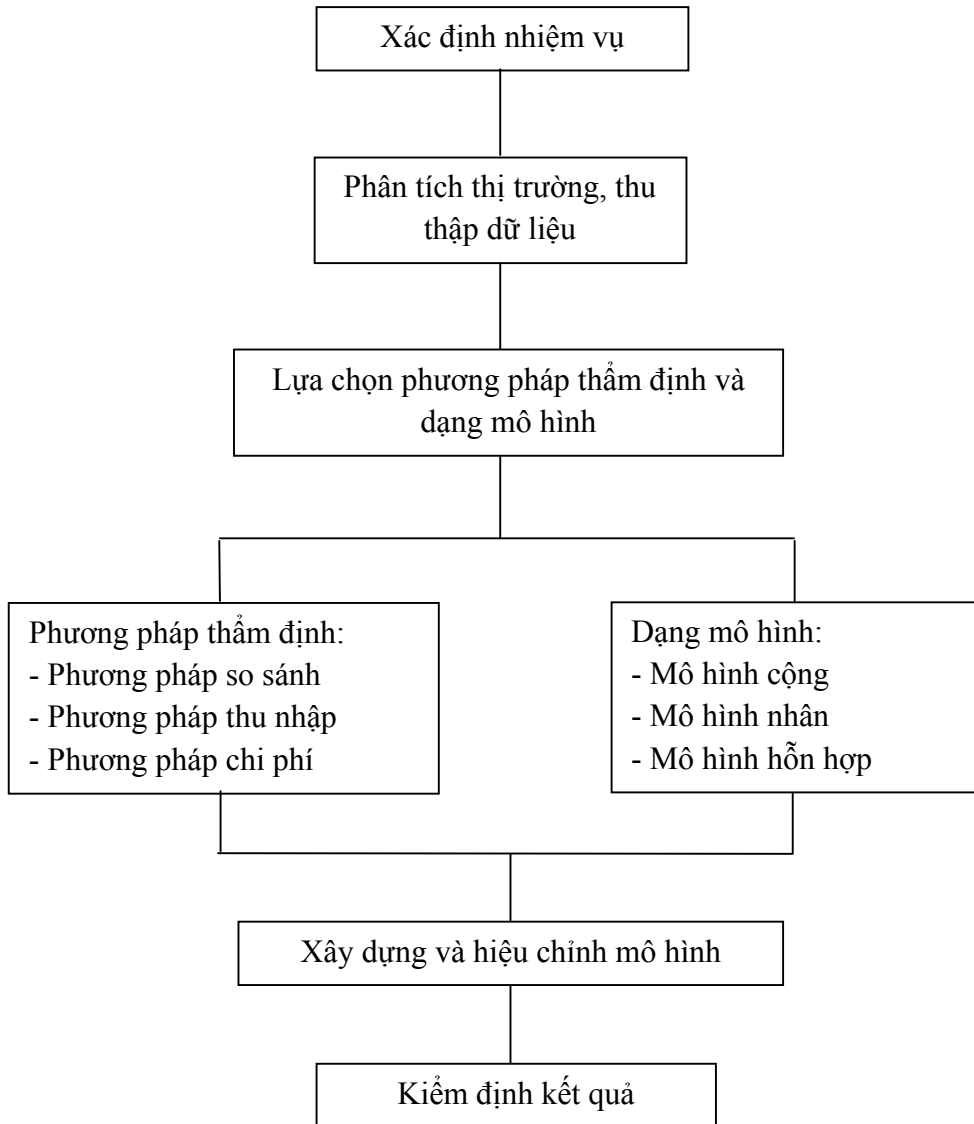 Xác định nhiệm vụ
Phân tích thị trường, thu
thập dữ liệu
Lựa chọn phương pháp thẩm định và
dạng mô hình
Phương pháp thẩm định:
- Phương pháp so sánh
- Phương pháp thu nhập
- Phương pháp chi phí
Dạng mô hình:
- Mô hình cộng
- Mô hình nhân
- Mô hình hỗn hợp
Xây dựng và hiệu chỉnh mô hình
Kiểm định kết quả